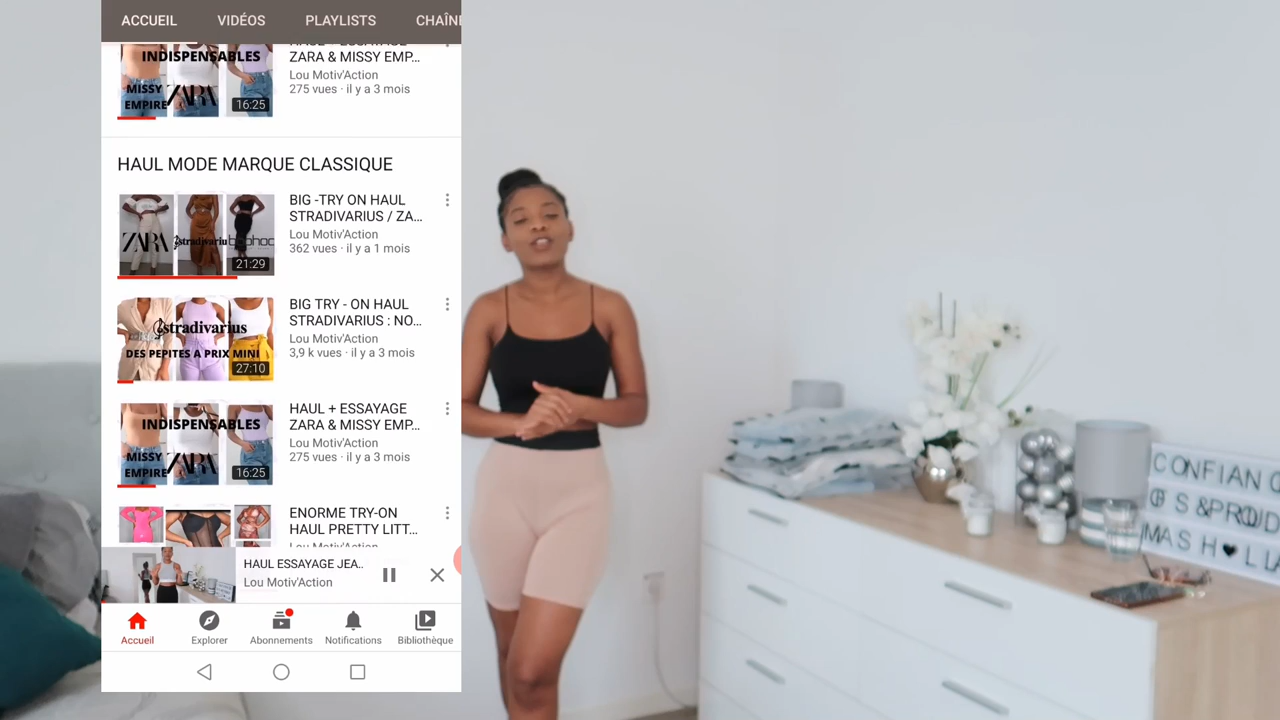 ACCUEIL VIDÉOS PLAYLISTS CHAÎN
INDISPENSABLES
MISSY
EMPIRE
ZARA
16:25
ZARA & MISSY EMP...
Lou Motiv'Action
275 vues · il y a 3 mois
HAUL MODE MARQUE CLASSIQUE
ZARA stradivariu boohoo
21:29
BIG -TRY ON HAUL
STRADIVARIUS / ZA...
Lou Motiv'Action
362 vues · il y a 1 mois
stradivarius
DES PEPITES A PRIX MINI
27:10
BIG TRY - ON HAUL
STRADIVARIUS : NO...
Lou Motiv'Action
3,9 k vues · il y a 3 mois
INDISPENSABLES
MISSY
EMPIRE
ZARA
16:25
HAUL + ESSAYAGE
ZARA & MISSY EMP...
Lou Motiv'Action
275 vues · il y a 3 mois
ENORME TRY-ON
HAUL PRETTY LITT...
HAUL ESSAYAGE JEA..
Lou Motiv'Action
Accueil Explorer Abonnements Notifications Bibliothèque
CONFIAN